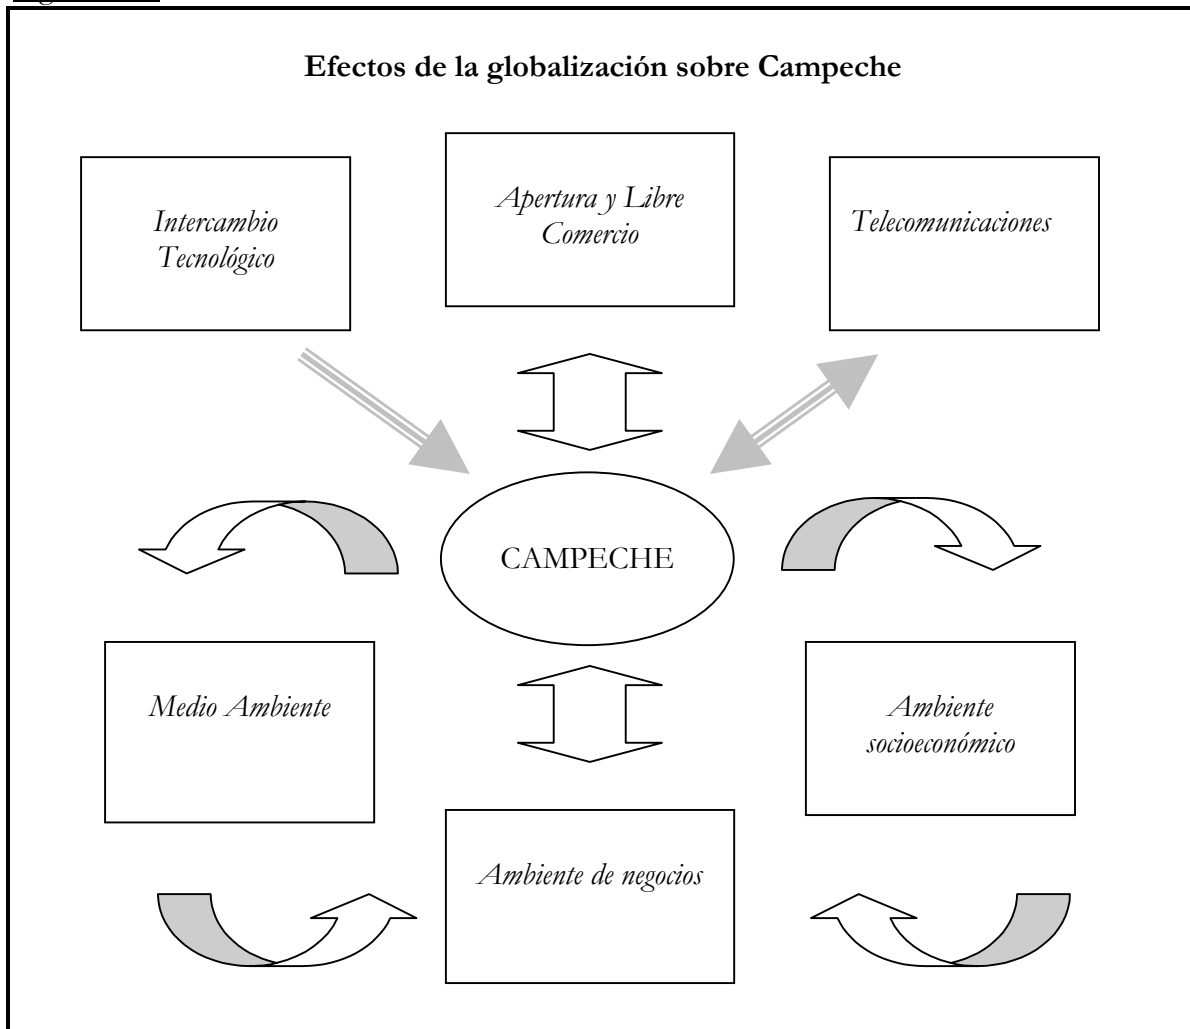 Efectos de la globalización sobre Campeche
Intercambio
Tecnológico
Apertura y Libre
Comercio
Telecomunicaciones
CAMPECHE
Medio Ambiente
Ambiente
socioeconómico
Ambiente de negocios